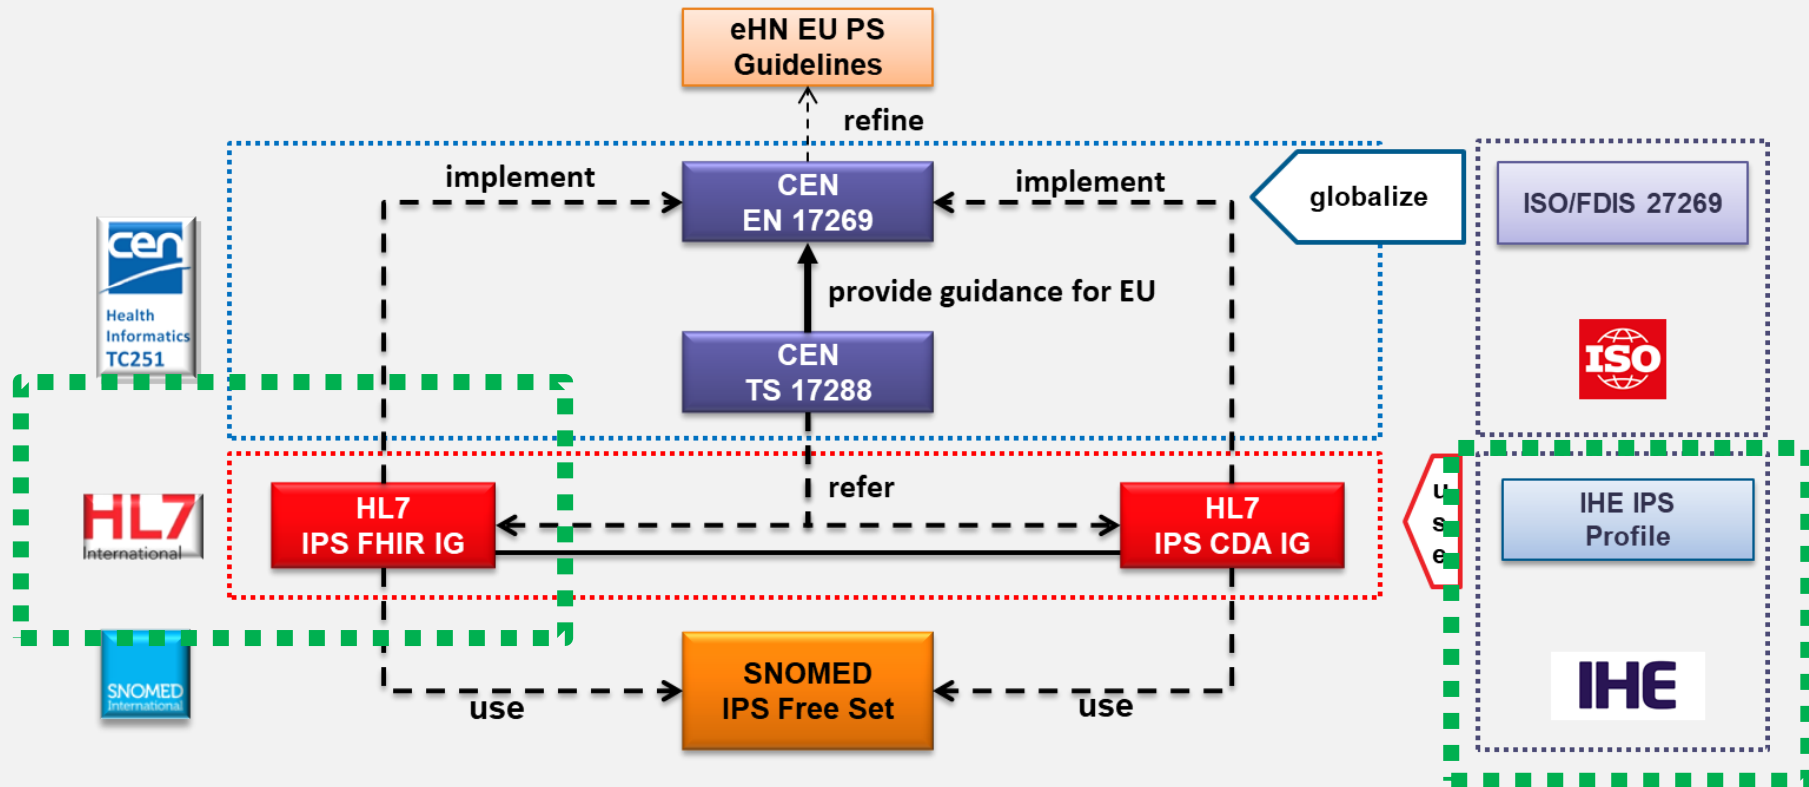 eHN EU PS
Guidelines
refine
implement
CEN
EN 17269
implement
globalize
ISO/FDIS 27269
cen
Health
Informatics
TC251
provide guidance for EU
CEN
TS 17288
ISO
HL7
International
HL7
IPS FHIR IG
refer
HL7
IPS CDA IG
use
IHE IPS
Profile
SNOMED
International
use
SNOMED
IPS Free Set
use
IHE